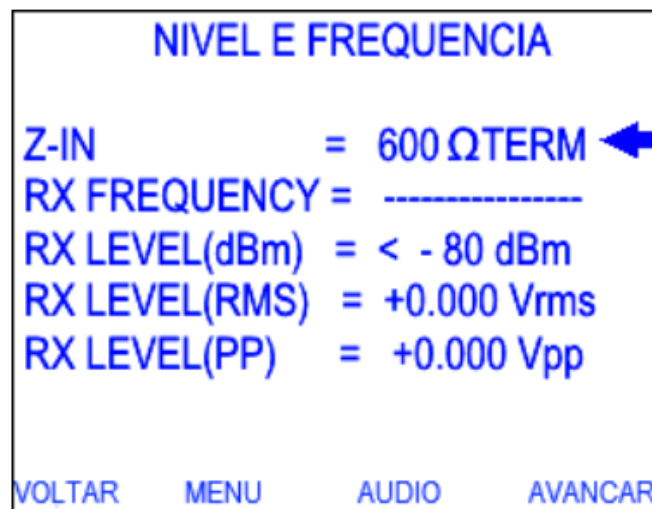 NIVEL E FREQUENCIA
Z-IN = 600 ΩTERM
RX FREQUENCY = ----------------
RX LEVEL(dBm) = < - 80 dBm
RX LEVEL(RMS) = +0.000 Vrms
RX LEVEL(PP) = +0.000 Vpp
VOLTAR MENU AUDIO AVANCAR